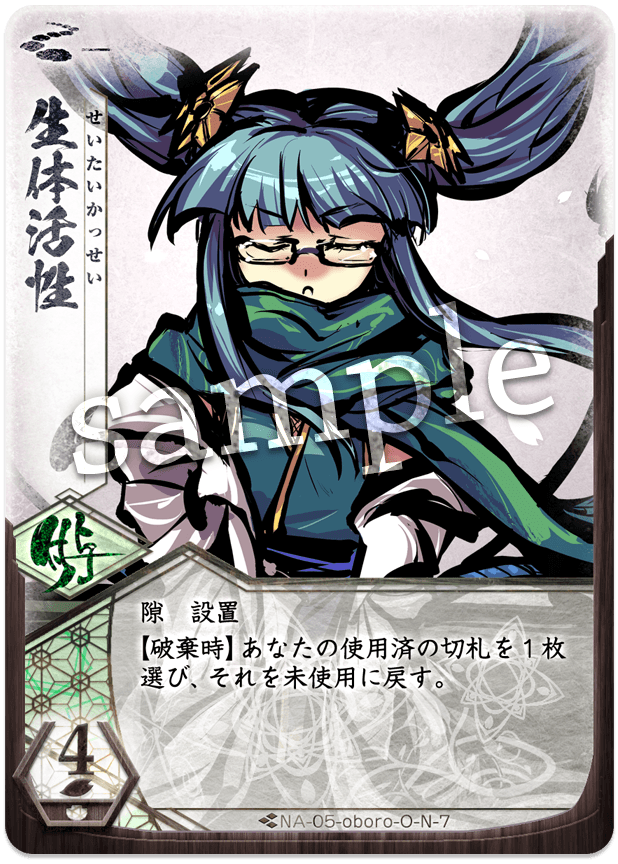 生体活性
せいたいかっせい
sample
付与
隙　設置
【破棄時】あなたの使用済の切札を１枚
選び、それを未使用に戻す。
4
NA-05-oboro-O-N-7